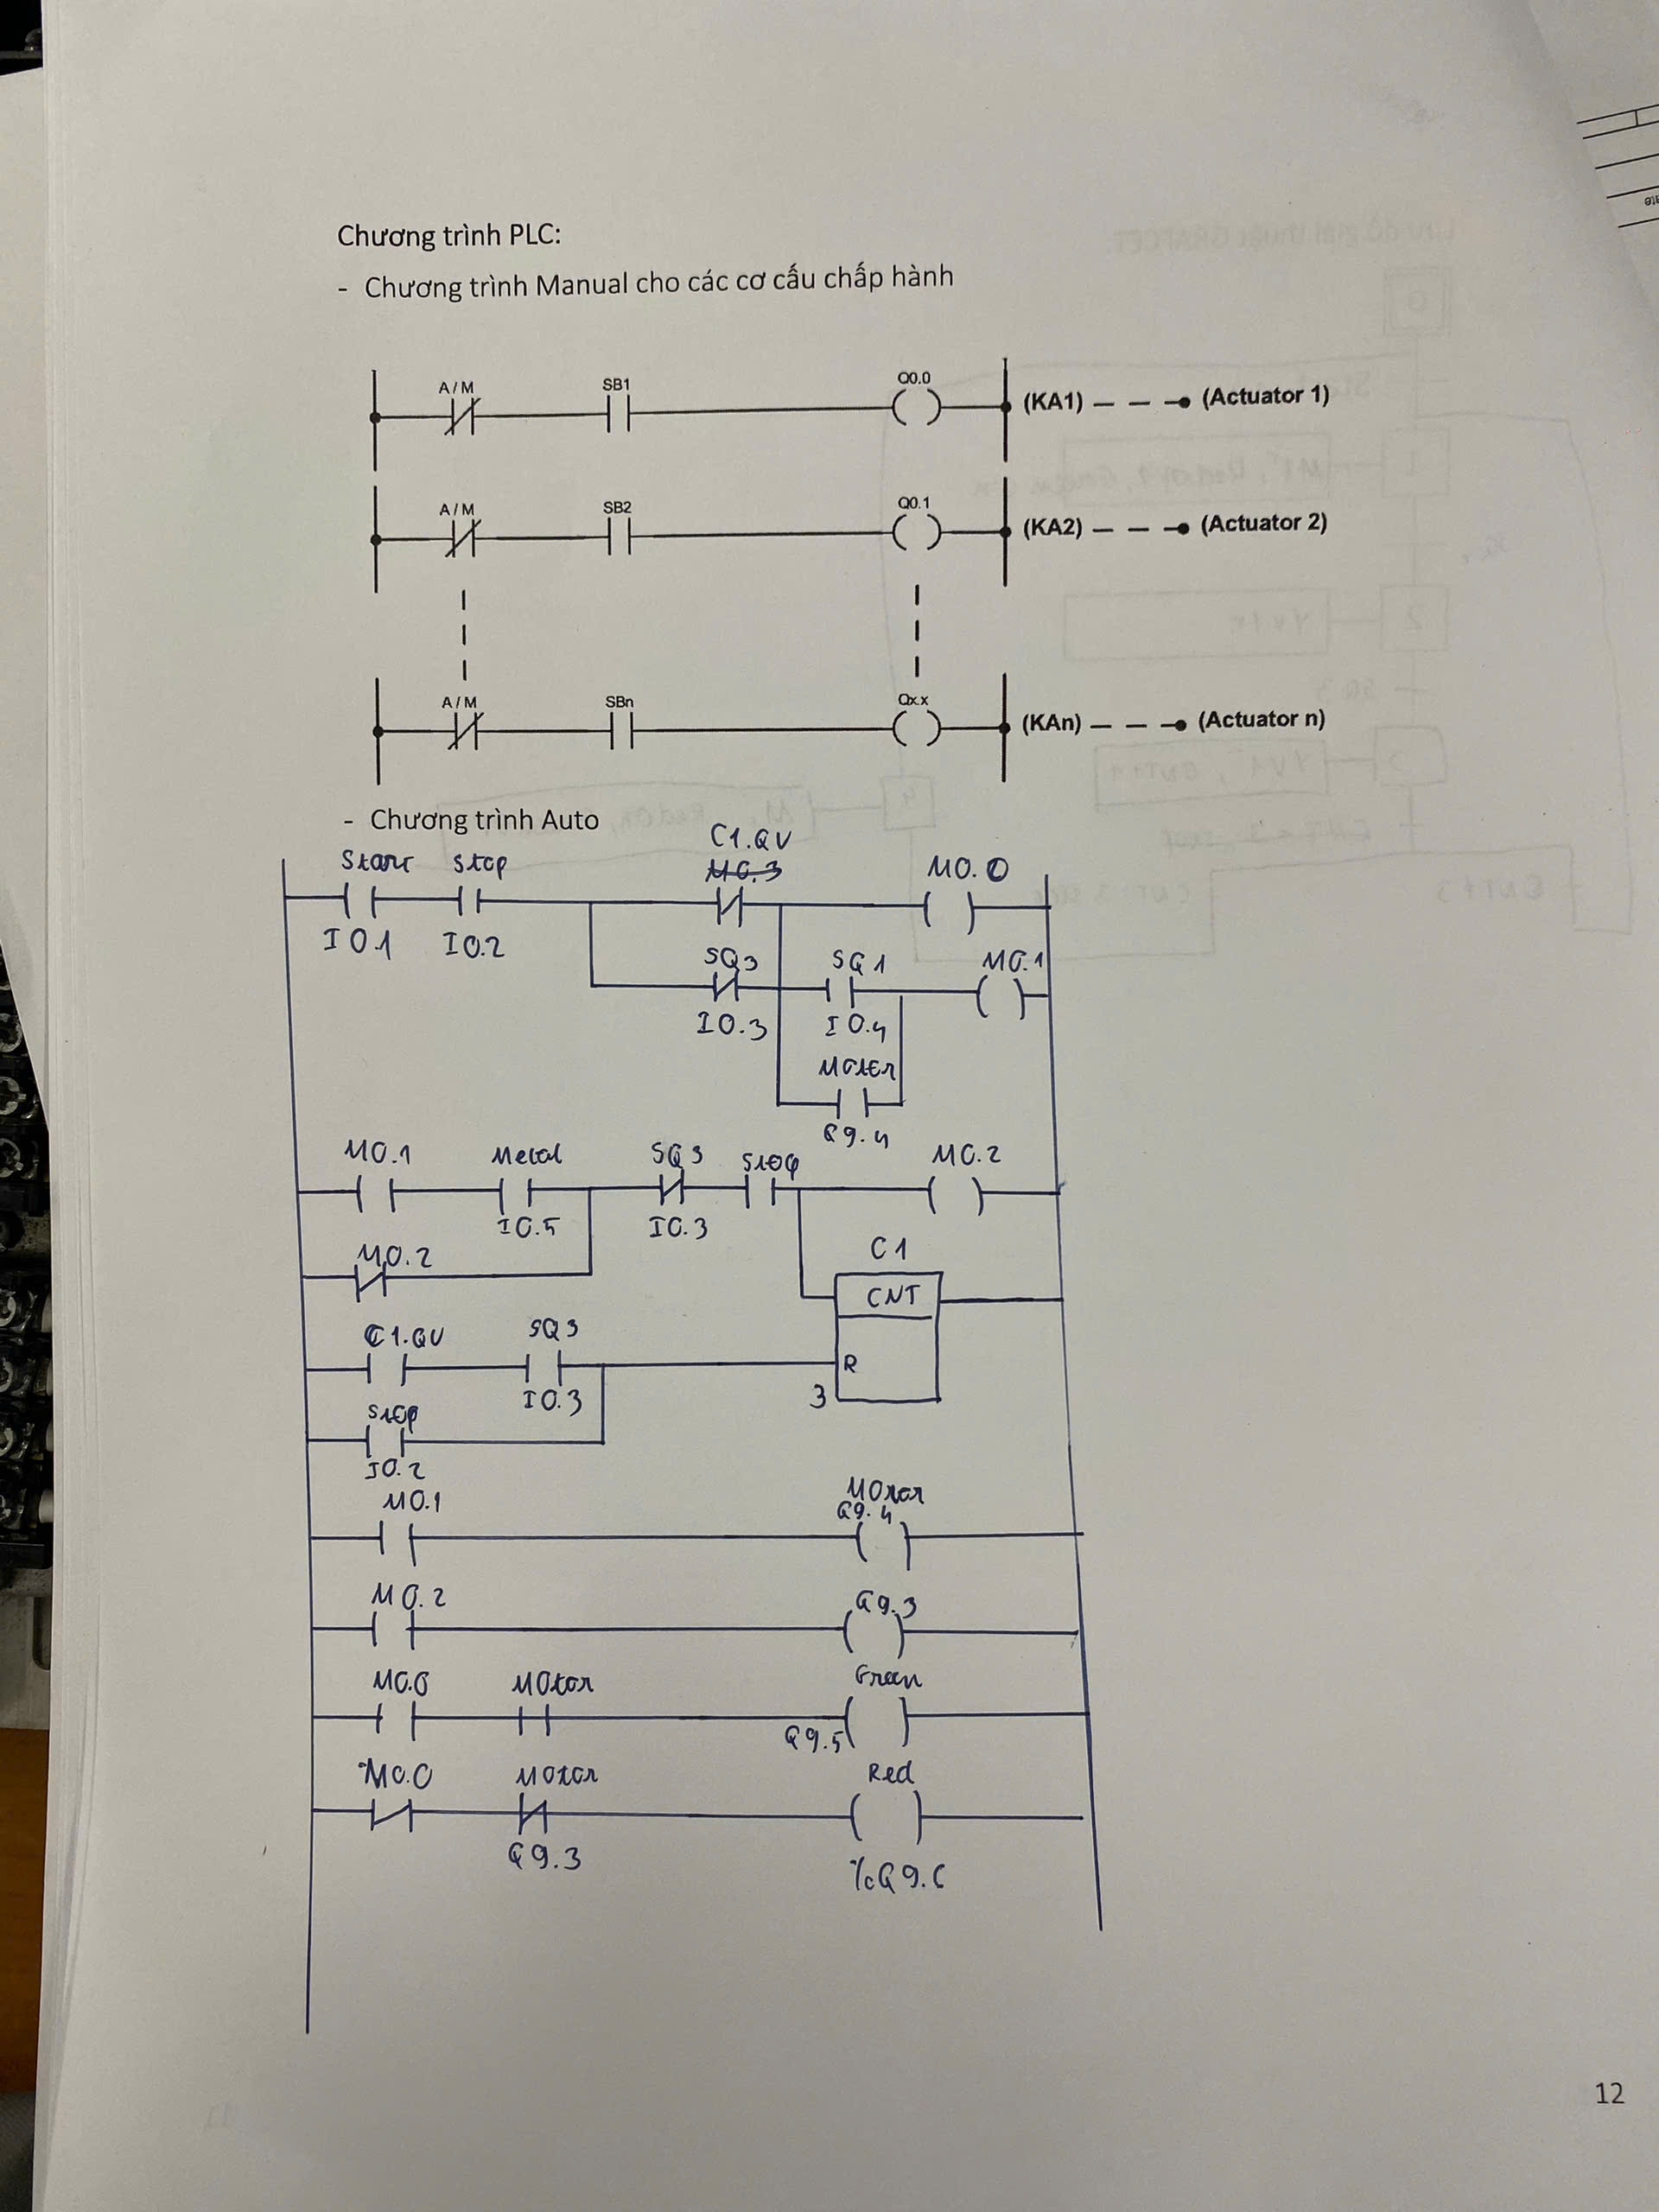 Chương trình PLC:
- Chương trình Manual cho các cơ cấu chấp hành
A/M SB1 Q0.0
(KA1) (Actuator 1)
A/M SB2 Q0.1
(KA2) (Actuator 2)
A/M SBn Qx.x
(KAn) (Actuator n)
- Chương trình Auto
C1.QV
Start Stop M0.3 M0.0
I0.1 I0.2
SQ3 SQ1 M0.1
I0.3 I0.4
Motor
Q9.4
M0.1 Metal SQ3 Stop M0.2
I0.5 I0.3
M0.2 C1
CNT
C1.QV SQ3
R
I0.3 3
Stop
I0.2
M0.1 Motor
Q9.4
M0.2 Q9.3
M0.0 Motor Green
Q9.5
M0.0 Motor Red
Q9.3 %Q9.6
12